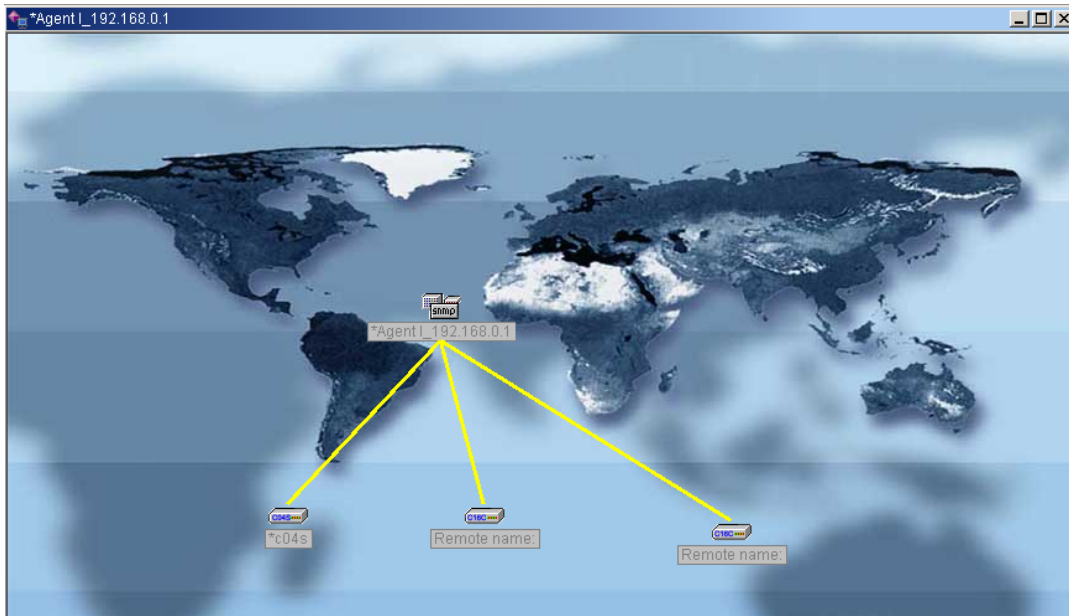 *Agent I_192.168.0.1
snmp
*Agent I_192.168.0.1
C04S
*c04s
C16C
Remote name:
C16C
Remote name: